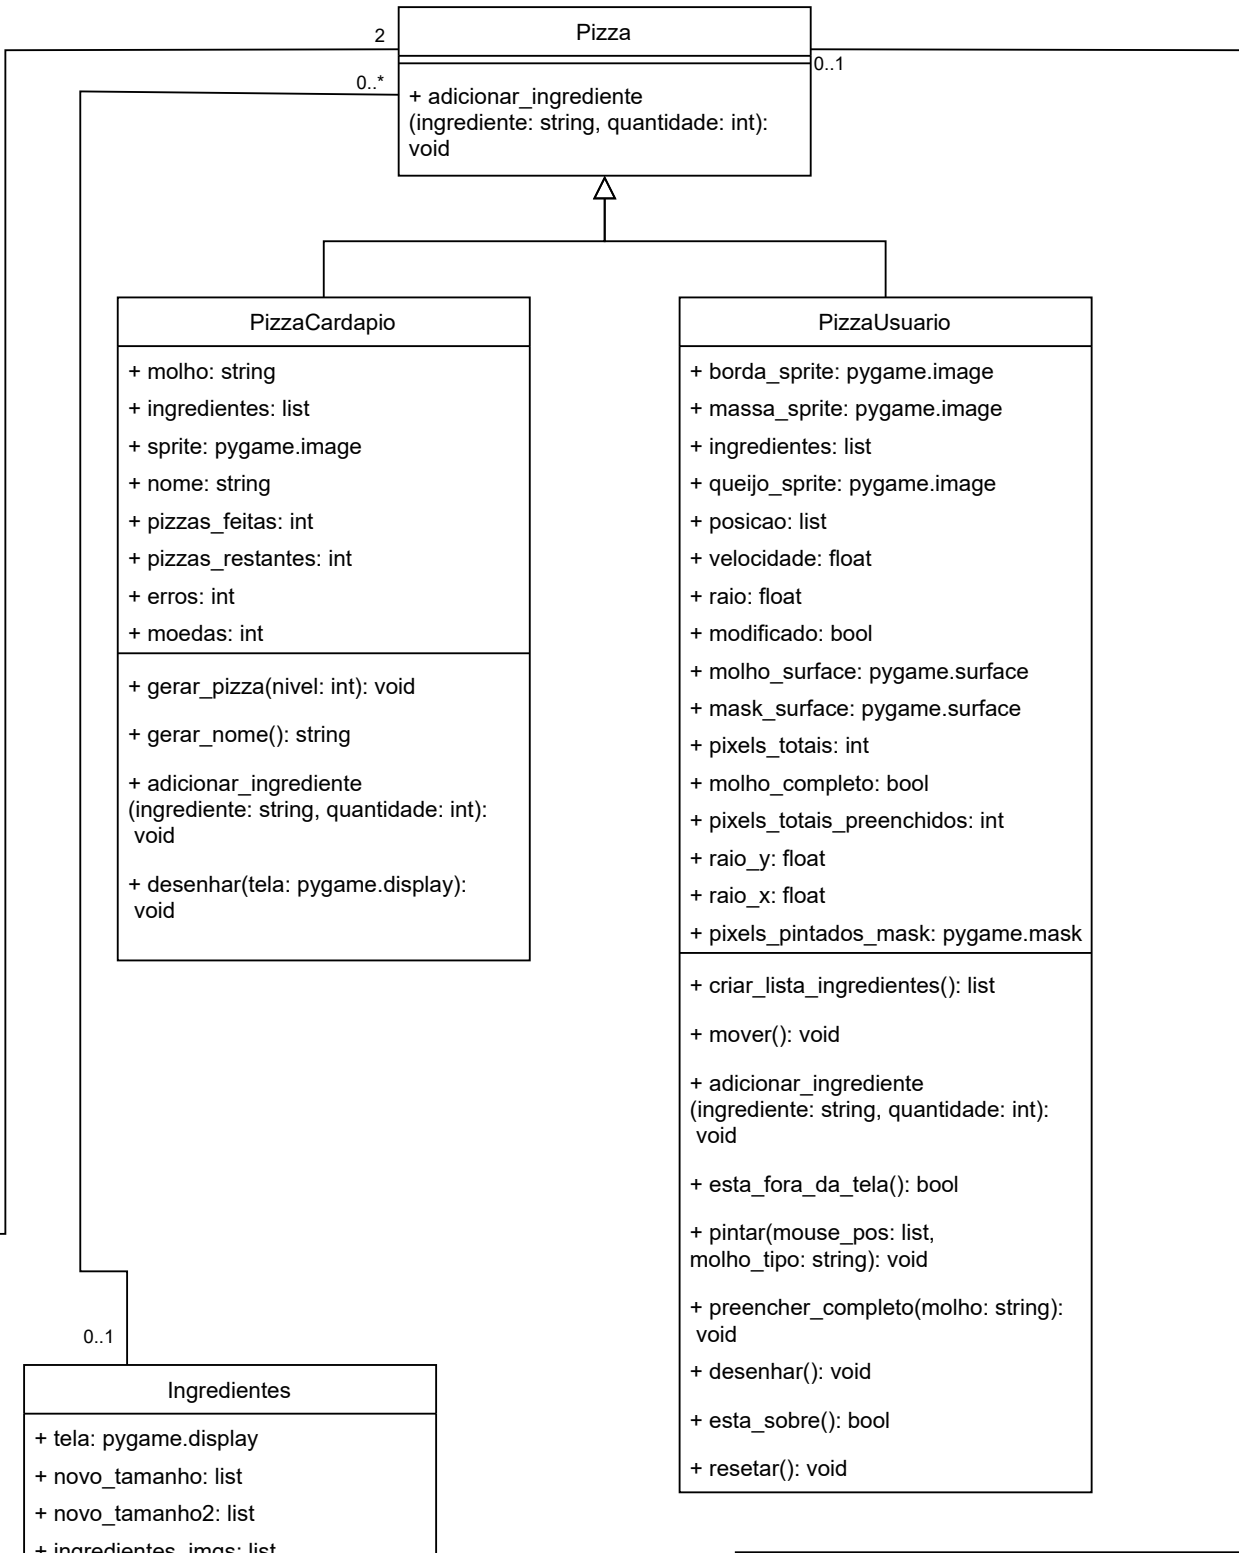 2
Pizza
0..1
0..*
+ adicionar_ingrediente
(ingrediente: string, quantidade: int):
void
PizzaCardapio
+ molho: string
+ ingredientes: list
+ sprite: pygame.image
+ nome: string
+ pizzas_feitas: int
+ pizzas_restantes: int
+ erros: int
+ moedas: int
+ gerar_pizza(nivel: int): void
+ gerar_nome(): string
+ adicionar_ingrediente
(ingrediente: string, quantidade: int):
void
+ desenhar(tela: pygame.display):
void
PizzaUsuario
+ borda_sprite: pygame.image
+ massa_sprite: pygame.image
+ ingredientes: list
+ queijo_sprite: pygame.image
+ posicao: list
+ velocidade: float
+ raio: float
+ modificado: bool
+ molho_surface: pygame.surface
+ mask_surface: pygame.surface
+ pixels_totais: int
+ molho_completo: bool
+ pixels_totais_preenchidos: int
+ raio_y: float
+ raio_x: float
+ pixels_pintados_mask: pygame.mask
+ criar_lista_ingredientes(): list
+ mover(): void
+ adicionar_ingrediente
(ingrediente: string, quantidade: int):
void
+ esta_fora_da_tela(): bool
+ pintar(mouse_pos: list,
molho_tipo: string): void
+ preencher_completo(molho: string):
void
+ desenhar(): void
+ esta_sobre(): bool
+ resetar(): void
0..1
Ingredientes
+ tela: pygame.display
+ novo_tamanho: list
+ novo_tamanho2: list
+ ingredientes_imgs: list